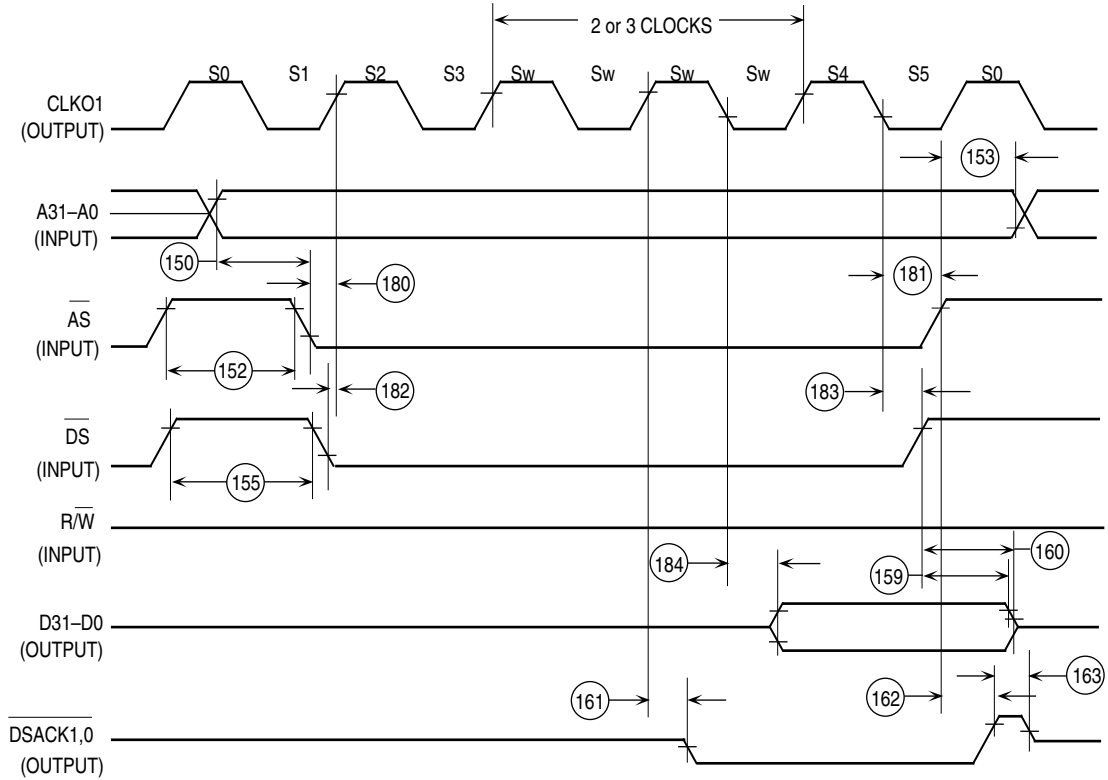 2 or 3 CLOCKS
S0 S1 S2 S3 Sw Sw Sw Sw S4 S5 S0
CLKO1
(OUTPUT)
153
A31–A0
(INPUT)
150
180
181
AS
(INPUT)
152
182
183
DS
(INPUT)
155
R/W
(INPUT)
160
184
159
D31–D0
(OUTPUT)
163
161
162
DSACK1,0
(OUTPUT)